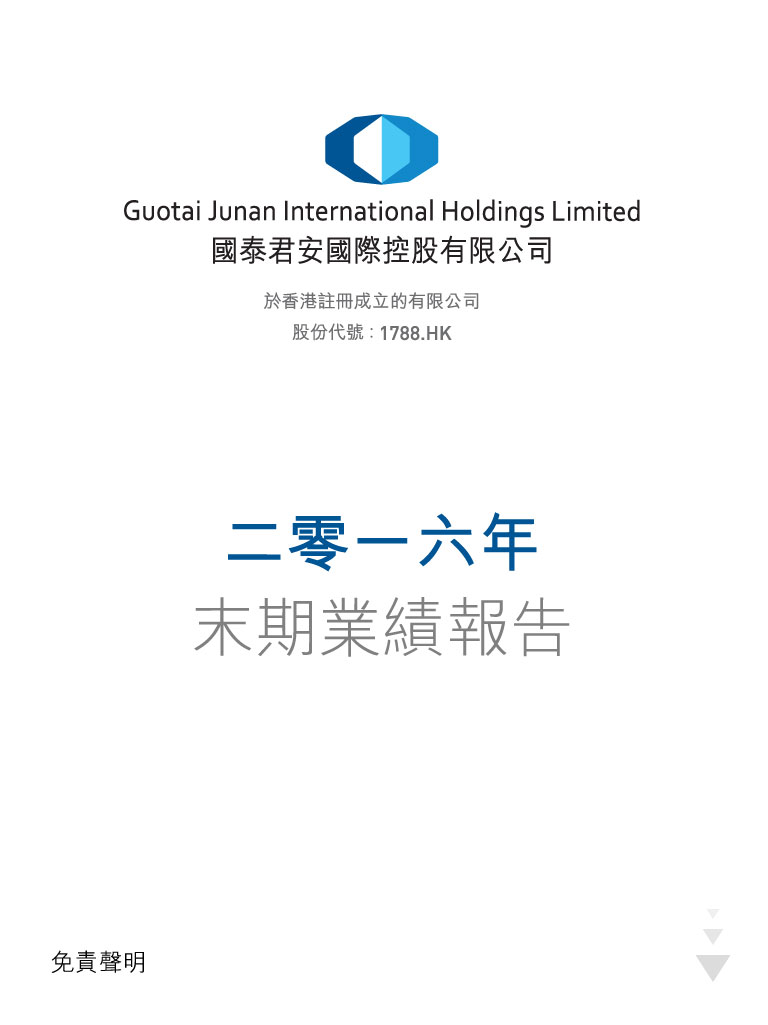 Guotai Junan International Holdings Limited
國泰君安國際控股有限公司
於香港註冊成立的有限公司
股份代號：1788.HK
二零一六年
末期業績報告
免責聲明